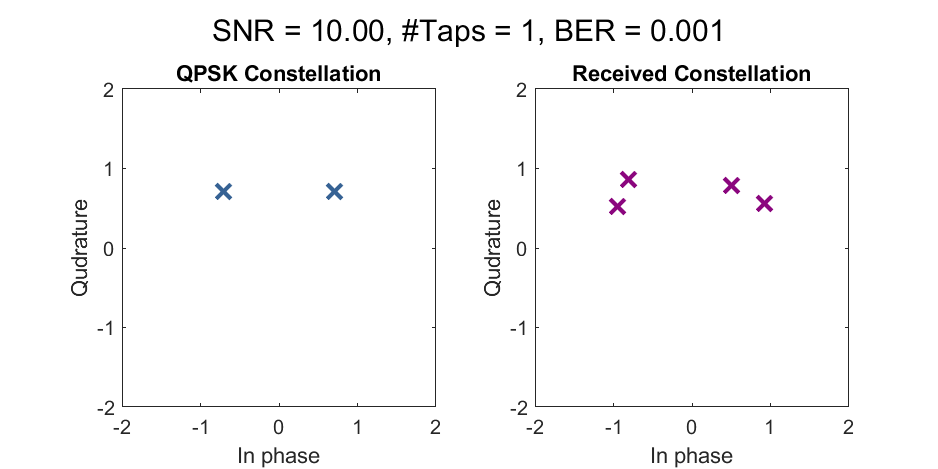 SNR = 10.00, #Taps = 1, BER = 0.001
QPSK Constellation
Received Constellation
2
1
0
-1
-2
Qudrature
-2
-1
0
1
2
In phase
2
1
0
-1
-2
Qudrature
-2
-1
0
1
2
In phase